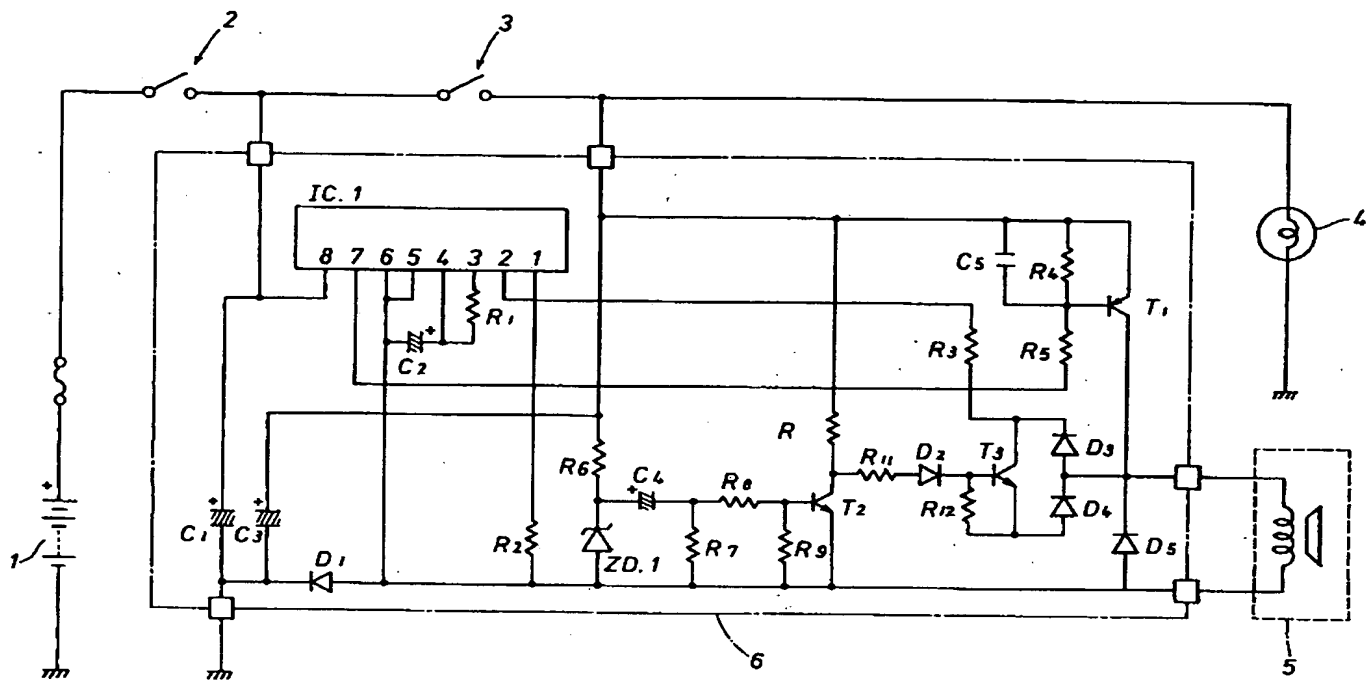 2
3
IC. 1
8 7 6 5 4 3 2 1
4
C5
R4
T1
R1
C2
+
R3
R5
R
R6
C4
+
R8
R11
D2
T3
D3
+
1
C1
+
C3
+
D1
R2
ZD.1
R7
R9
T2
R12
D4
D5
6
5